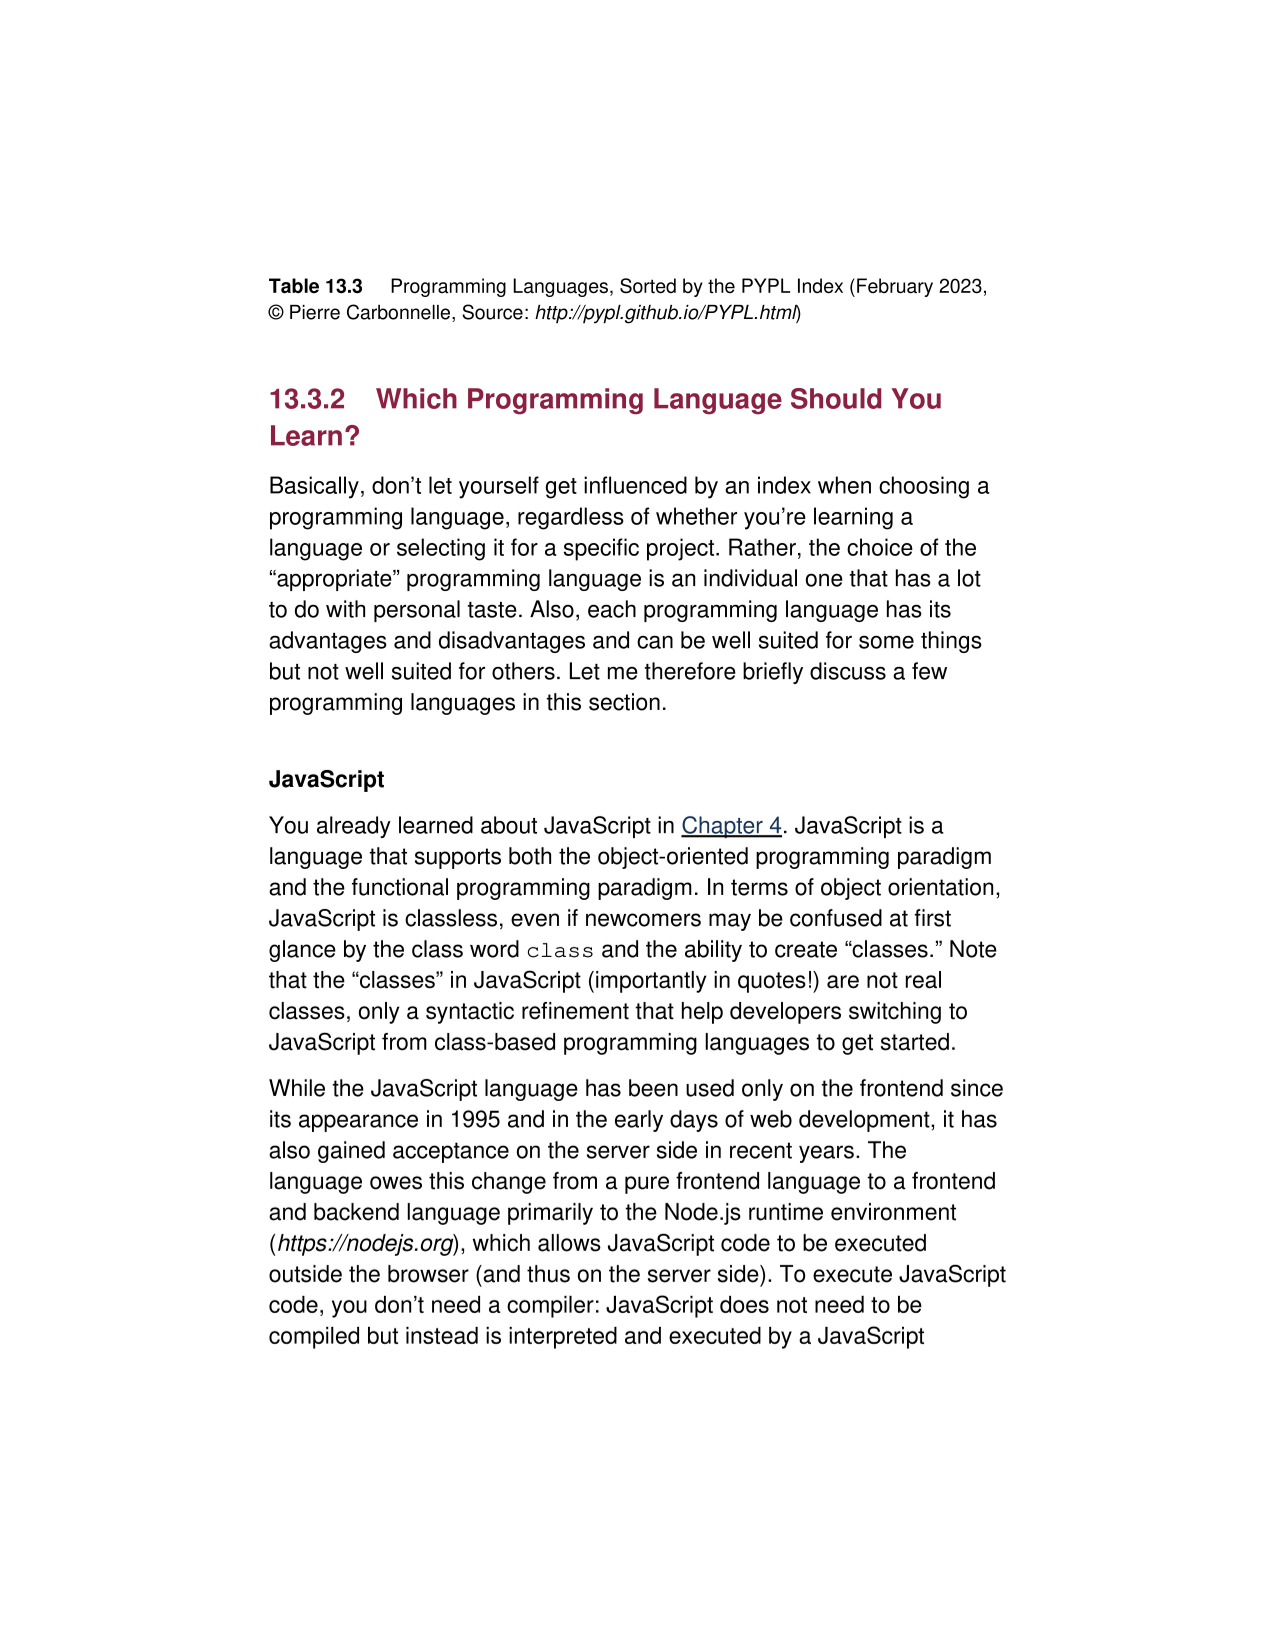 Table 13.3 Programming Languages, Sorted by the PYPL Index (February 2023,
© Pierre Carbonnelle, Source: http://pypl.github.io/PYPL.html)
13.3.2 Which Programming Language Should You
Learn?
Basically, don’t let yourself get influenced by an index when choosing a
programming language, regardless of whether you’re learning a
language or selecting it for a specific project. Rather, the choice of the
“appropriate” programming language is an individual one that has a lot
to do with personal taste. Also, each programming language has its
advantages and disadvantages and can be well suited for some things
but not well suited for others. Let me therefore briefly discuss a few
programming languages in this section.
JavaScript
You already learned about JavaScript in Chapter 4. JavaScript is a
language that supports both the object-oriented programming paradigm
and the functional programming paradigm. In terms of object orientation,
JavaScript is classless, even if newcomers may be confused at first
glance by the class word class and the ability to create “classes.” Note
that the “classes” in JavaScript (importantly in quotes!) are not real
classes, only a syntactic refinement that help developers switching to
JavaScript from class-based programming languages to get started.
While the JavaScript language has been used only on the frontend since
its appearance in 1995 and in the early days of web development, it has
also gained acceptance on the server side in recent years. The
language owes this change from a pure frontend language to a frontend
and backend language primarily to the Node.js runtime environment
(https://nodejs.org), which allows JavaScript code to be executed
outside the browser (and thus on the server side). To execute JavaScript
code, you don’t need a compiler: JavaScript does not need to be
compiled but instead is interpreted and executed by a JavaScript